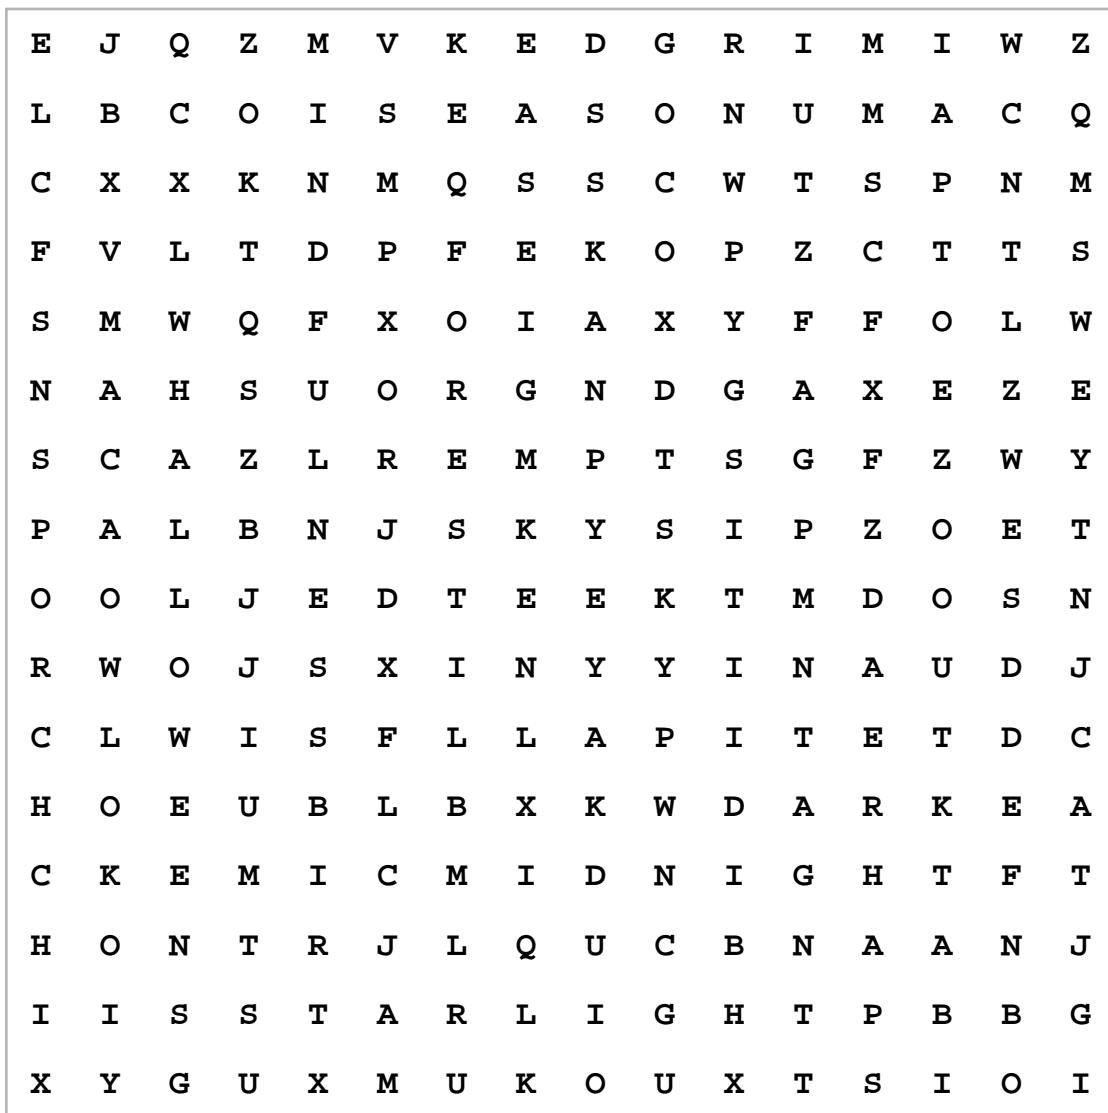 E J Q Z M V K E D G R I M I W Z
L B C O I S E A S O N U M A C Q
C X X K N M Q S S C W T S P N M
F V L T D P F E K O P Z C T T S
S M W Q F X O I A X Y F F O L W
N A H S U O R G N D G A X E Z E
S C A Z L R E M P T S G F Z W Y
P A L B N J S K Y S I P Z O E T
O O L J E D T E E K T M D O S N
R W O J S X I N Y Y I N A U D J
C L W I S F L L A P I T E T D C
H O E U B L B X K W D A R K E A
C K E M I C M I D N I G H T F T
H O N T R J L Q U C B N A A N J
I I S S T A R L I G H T P B B G
X Y G U X M U K O U X T S I O I